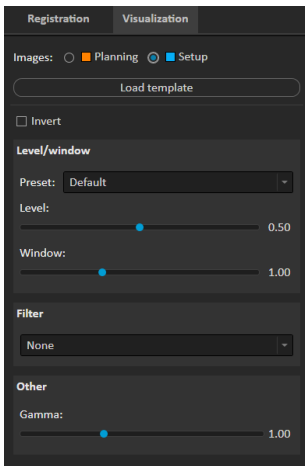 Registration Visualization
Images: Planning Setup
Load template
Invert
Level/window
Preset: Default
Level:
0.50
Window:
1.00
Filter
None
Other
Gamma:
1.00